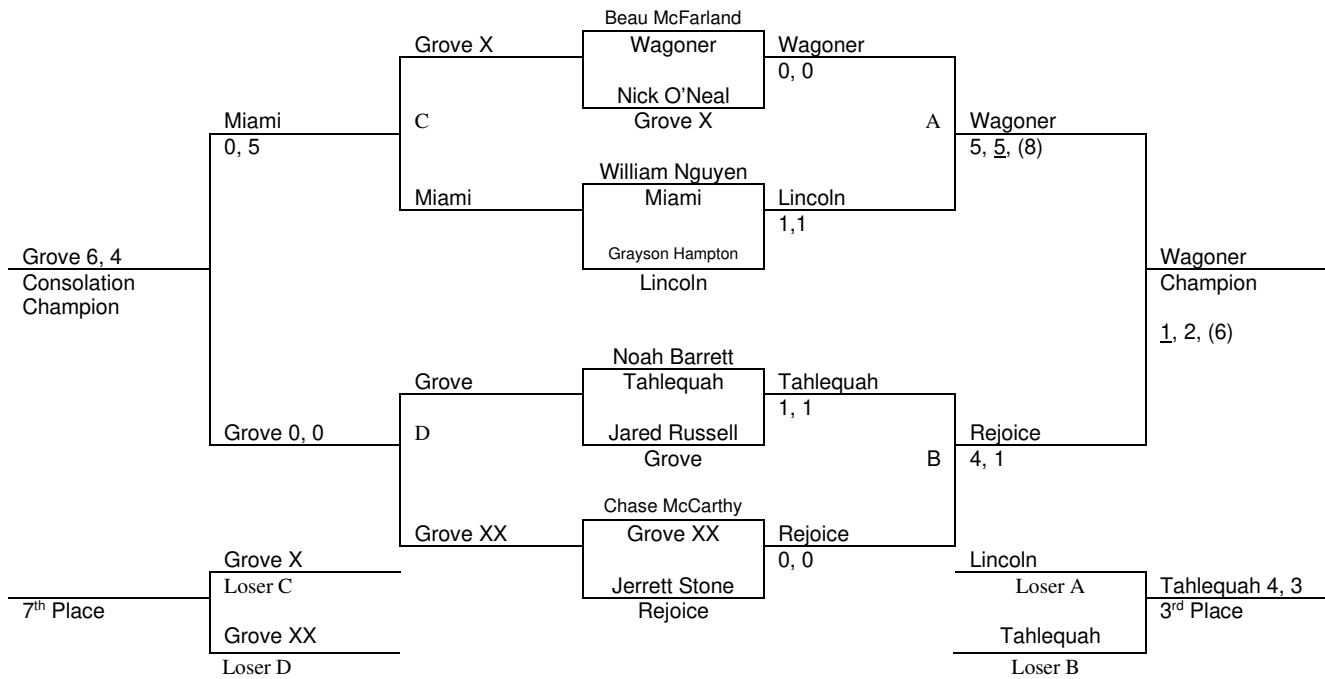 Beau McFarland
Grove X
Wagoner
Wagoner
0, 0
Nick O'Neal
Grove X
Miami
0, 5
C
A
Wagoner
5, 5, (8)
William Nguyen
Miami
Miami
Lincoln
1,1
Grayson Hampton
Lincoln
Grove 6, 4
Consolation
Champion
Wagoner
Champion
1, 2, (6)
Noah Barrett
Grove
Tahlequah
Tahlequah
1, 1
Grove 0, 0
D
Jared Russell
Grove
B
Rejoice
4, 1
Chase McCarthy
Grove XX
Grove XX
Rejoice
0, 0
Jerrett Stone
Rejoice
Grove X
Loser C
7th Place
Grove XX
Loser D
Lincoln
Loser A
Tahlequah 4, 3
3rd Place
Tahlequah
Loser B